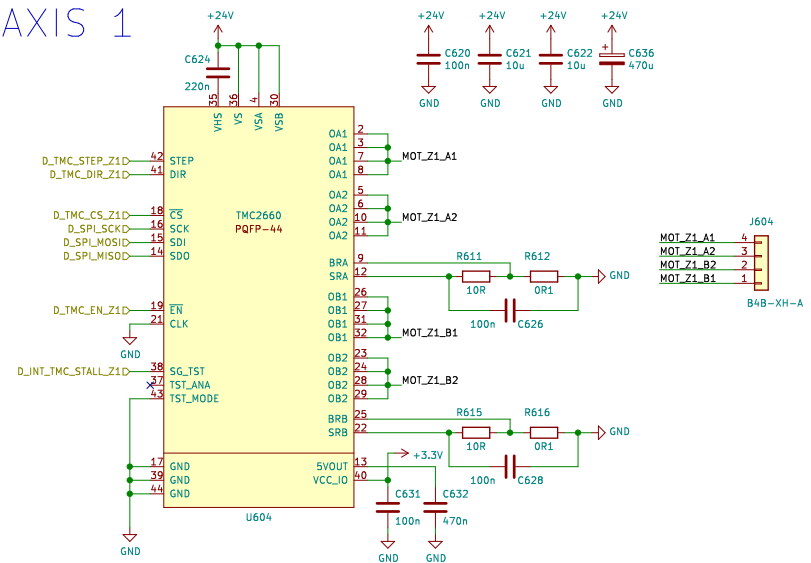 AXIS 1
+24V
+24V
+24V
+24V
+24V
C624
220n
C620
100n
C621
10u
C622
10u
+
C636
470u
GND
GND
GND
GND
35
36
4
30
VHS
VS
VSA
VSB
D_TMC_STEP_Z1
42
STEP
D_TMC_DIR_Z1
41
DIR
D_TMC_CS_Z1
18
CS
D_SPI_SCK
16
SCK
D_SPI_MOSI
15
SDI
D_SPI_MISO
14
SDO
D_TMC_EN_Z1
19
EN
21
CLK
GND
D_INT_TMC_STALL_Z1
38
SG_TST
37
TST_ANA
43
TST_MODE
17
GND
39
GND
44
GND
GND
TMC2660
PQFP-44
U604
OA1
2
OA1
3
OA1
7
MOT_Z1_A1
OA1
8
OA2
5
OA2
6
OA2
10
MOT_Z1_A2
OA2
11
BRA
9
SRA
12
R611
10R
R612
0R1
GND
100n
C626
OB1
26
OB1
27
OB1
31
OB1
32
MOT_Z1_B1
OB2
23
OB2
24
OB2
28
MOT_Z1_B2
OB2
29
BRB
25
SRB
22
R615
10R
R616
0R1
GND
100n
C628
+3.3V
5VOUT
13
VCC_IO
40
C631
100n
C632
470n
GND
GND
J604
MOT_Z1_A1
4
MOT_Z1_A2
3
MOT_Z1_B2
2
MOT_Z1_B1
1
B4B-XH-A